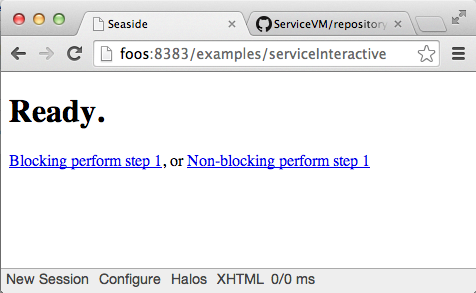 Seaside
ServiceVM/repository
foos:8383/examples/serviceInteractive
Ready.
Blocking perform step 1, or Non-blocking perform step 1
New Session Configure Halos XHTML 0/0 ms